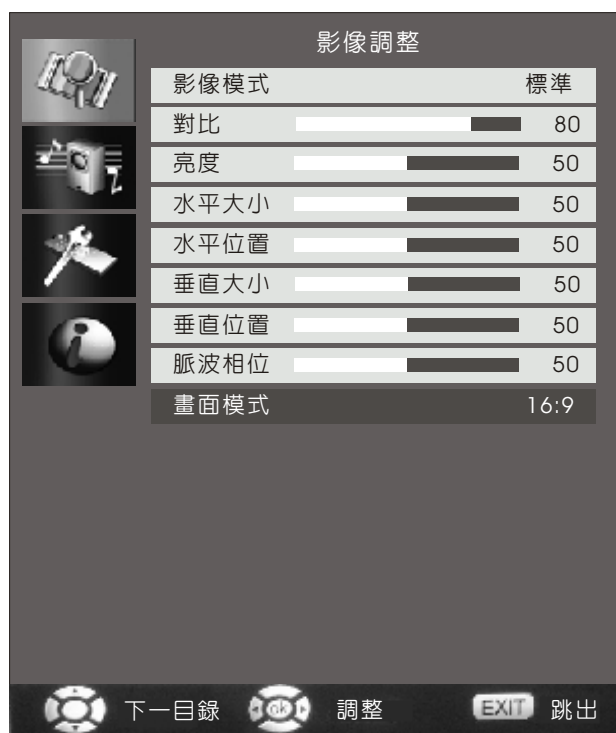 影像調整
影像模式 標準
對比 80
亮度 50
水平大小 50
水平位置 50
垂直大小 50
垂直位置 50
脈波相位 50
畫面模式 16:9
下一目錄 ok 調整 EXIT 跳出